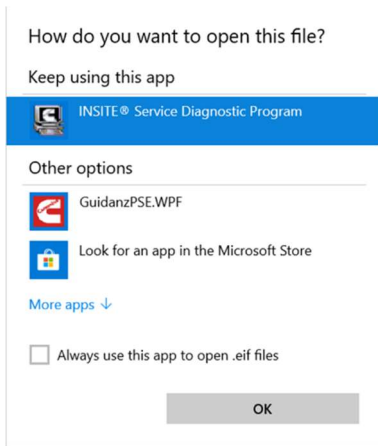 How do you want to open this file?
Keep using this app
INSITE® Service Diagnostic Program
Other options
GuidanzPSE.WPF
Look for an app in the Microsoft Store
More apps ↓
Always use this app to open .eif files
OK